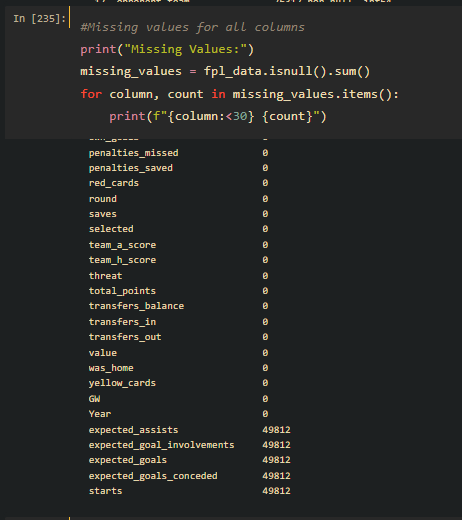 In [235]:
#Missing values for all columns
print("Missing Values:")
missing_values = fpl_data.isnull().sum()
for column, count in missing_values.items():
    print(f"{column:<30} {count}")
penalties_missed 0
penalties_saved 0
red_cards 0
round 0
saves 0
selected 0
team_a_score 0
team_h_score 0
threat 0
total_points 0
transfers_balance 0
transfers_in 0
transfers_out 0
value 0
was_home 0
yellow_cards 0
GW 0
Year 0
expected_assists 49812
expected_goal_involvements 49812
expected_goals 49812
expected_goals_conceded 49812
starts 49812